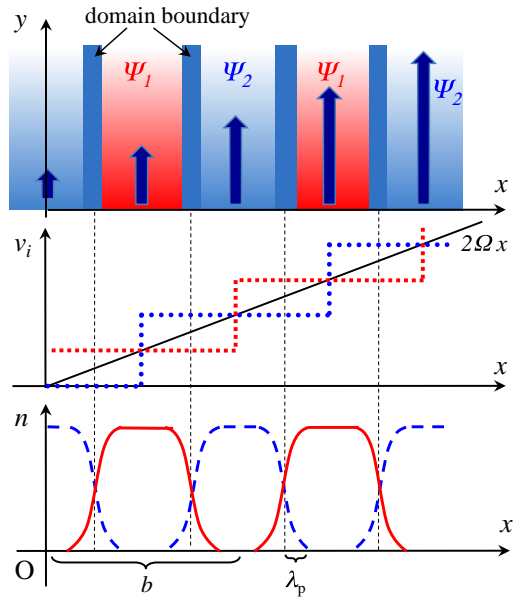 y domain boundary
Ψ1 Ψ2 Ψ1 Ψ2
x
vi 2Ω x
x
n
x
O b λp